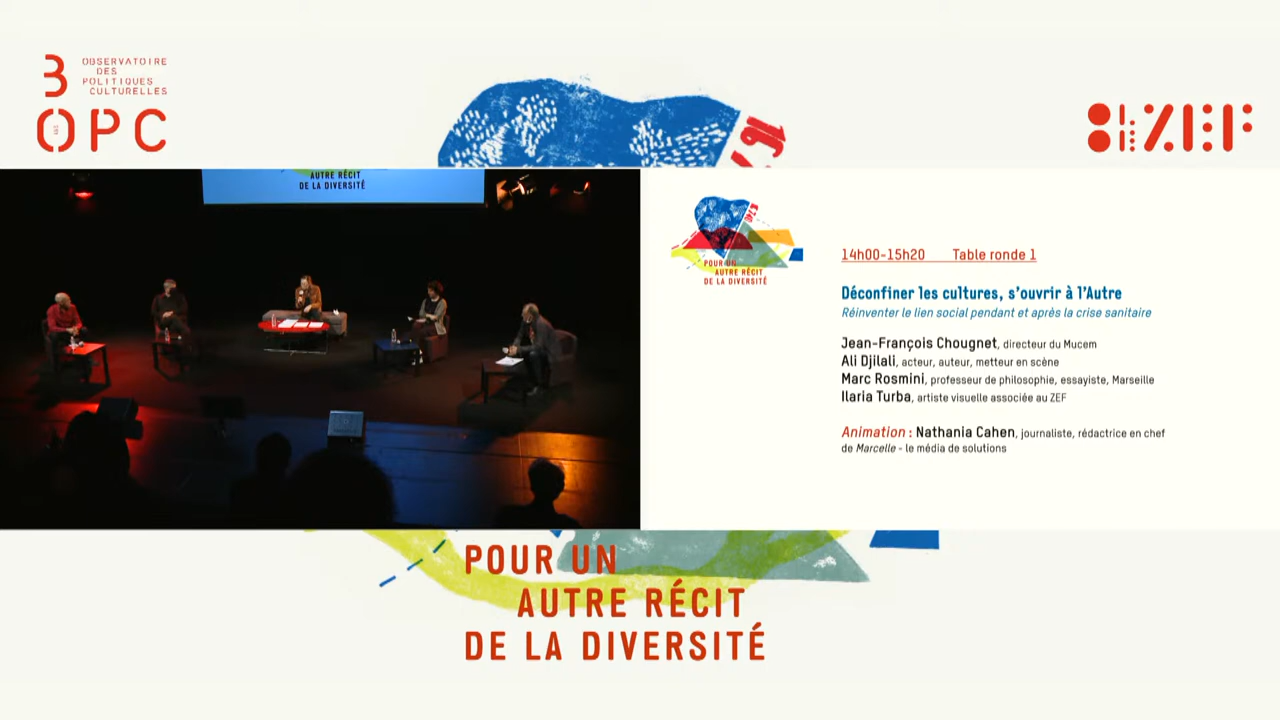 OBSERVATOIRE
DES
POLITIQUES
CULTURELLES
OPC
ZEF
AUTRE RÉCIT
DE LA DIVERSITÉ
POUR UN
AUTRE RÉCIT
DE LA DIVERSITÉ
14h00-15h20 Table ronde 1
Déconfiner les cultures, s'ouvrir à l'Autre
Réinventer le lien social pendant et après la crise sanitaire
Jean-François Chougnet, directeur du Mucem
Ali Djilali, acteur, auteur, metteur en scène
Marc Rosmini, professeur de philosophie, essayiste, Marseille
Ilaria Turba, artiste visuelle associée au ZEF
Animation : Nathania Cahen, journaliste, rédactrice en chef
de Marcelle - le média de solutions
POUR UN
AUTRE RÉCIT
DE LA DIVERSITÉ